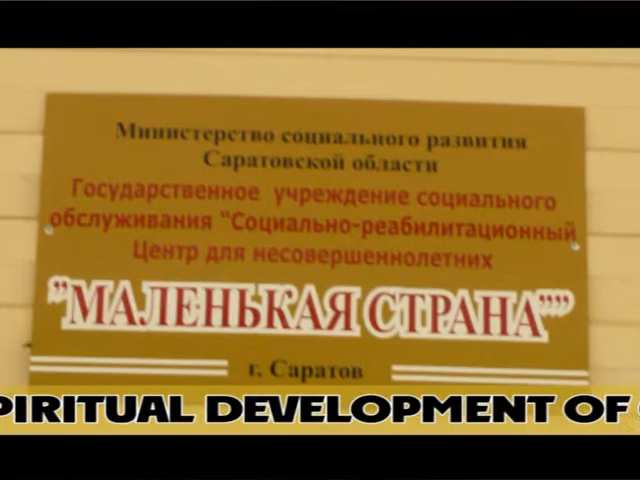 Министерство социального развития
Саратовской области
Государственное учреждение социального
обслуживания "Социально-реабилитационный
Центр для несовершеннолетних
"МАЛЕНЬКАЯ СТРАНА""
г. Саратов
PIRITUAL DEVELOPMENT OF